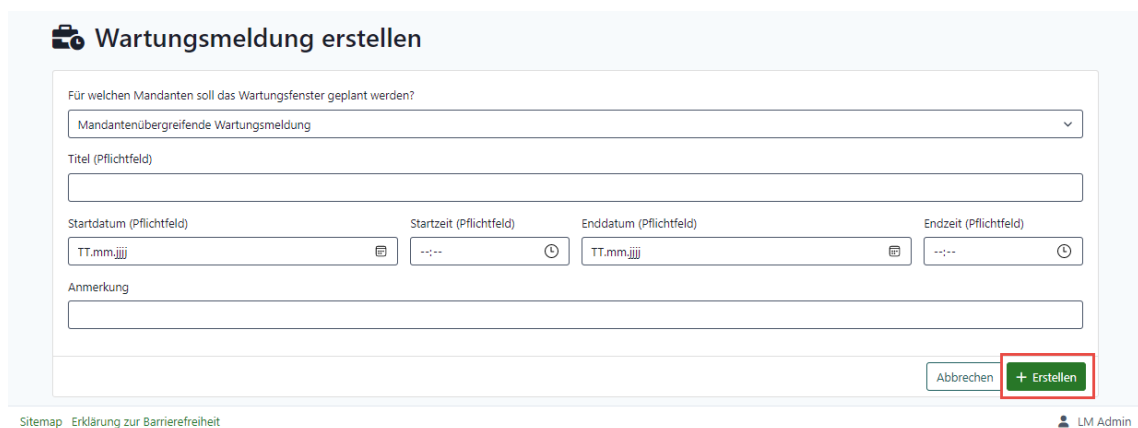 Wartungsmeldung erstellen
Für welchen Mandanten soll das Wartungsfenster geplant werden?
Mandantenübergreifende Wartungsmeldung
Titel (Pflichtfeld)
Startdatum (Pflichtfeld) Startzeit (Pflichtfeld) Enddatum (Pflichtfeld) Endzeit (Pflichtfeld)
TT.mm.jjjj --:-- TT.mm.jjjj --:--
Anmerkung
Abbrechen + Erstellen
Sitemap Erklärung zur Barrierefreiheit LM Admin